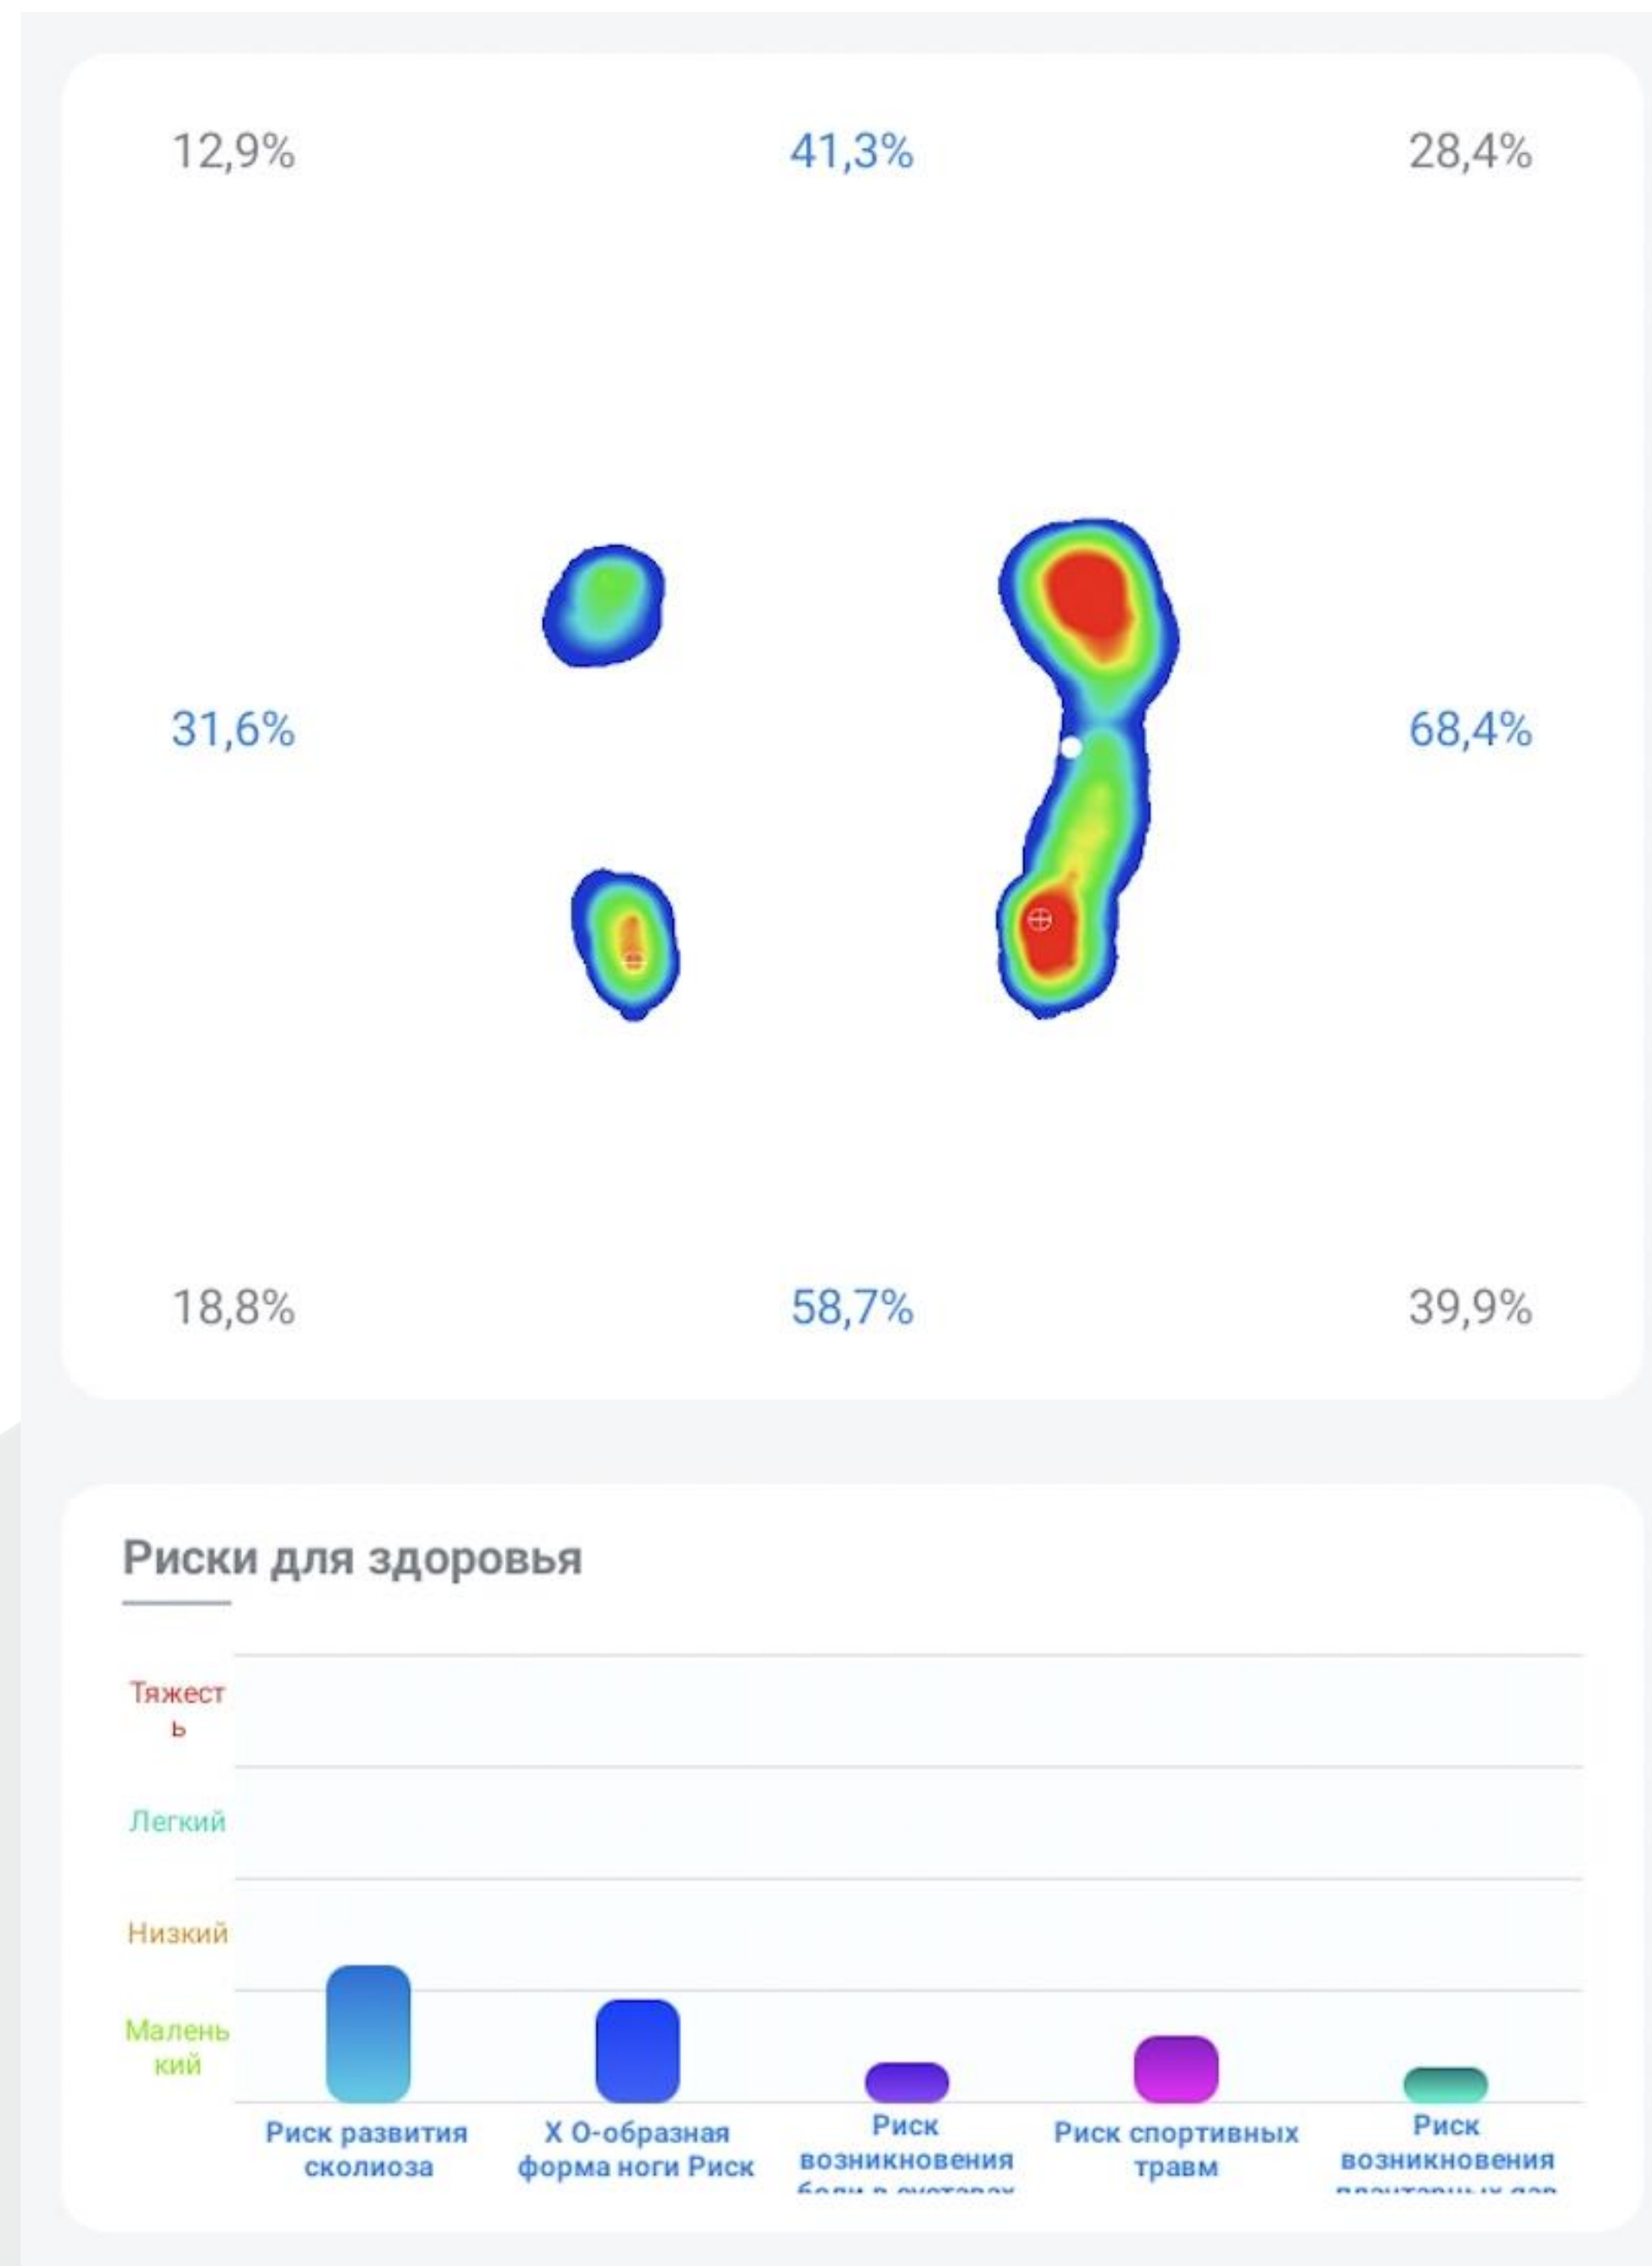 12,9%
41,3%
28,4%
31,6%
68,4%
18,8%
58,7%
39,9%
Риски для здоровья
Тяжест
ь
Легкий
Низкий
Малень
кий
Риск развития
сколиоза
Х О-образная
форма ноги Риск
Риск
возникновения
боли в суставах
Риск спортивных
травм
Риск
возникновения